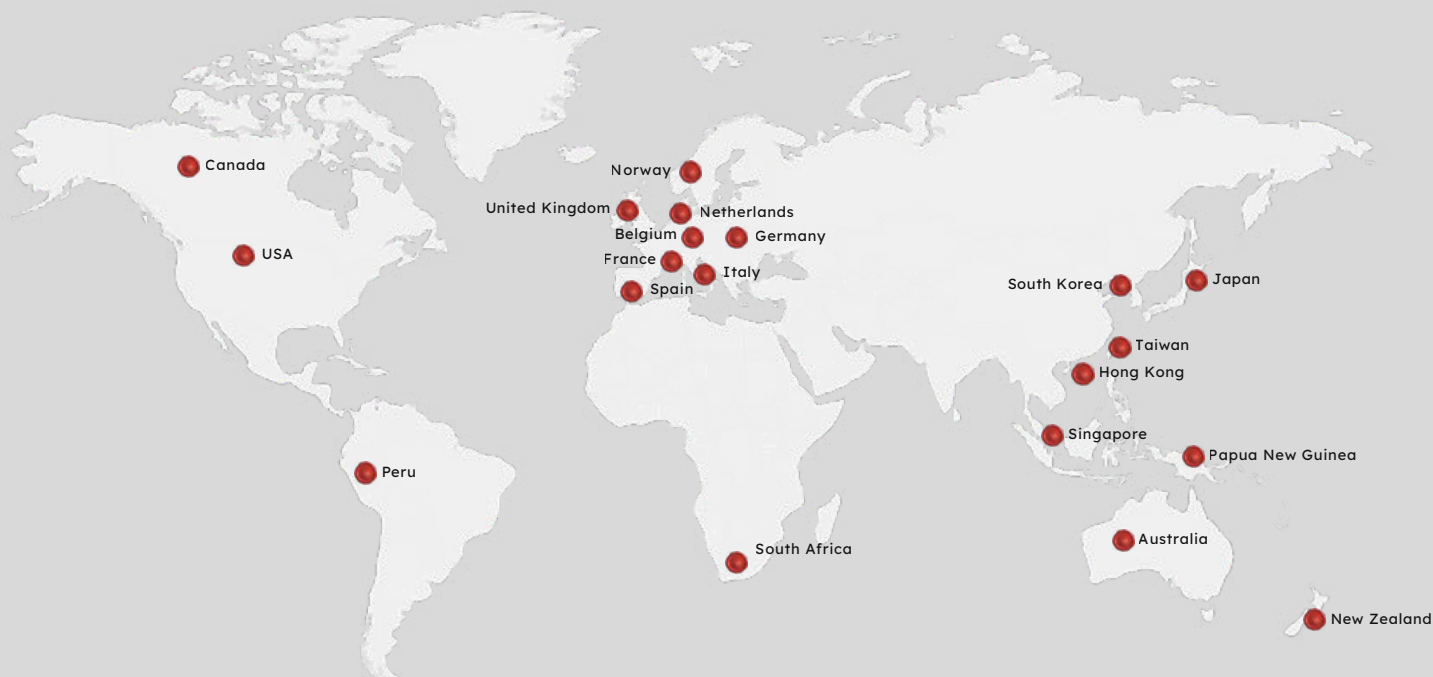 Canada
Norway
United Kingdom
Netherlands
Belgium
Germany
USA
France
Italy
Spain
South Korea
Japan
Taiwan
Hong Kong
Singapore
Papua New Guinea
Peru
Australia
South Africa
New Zealand